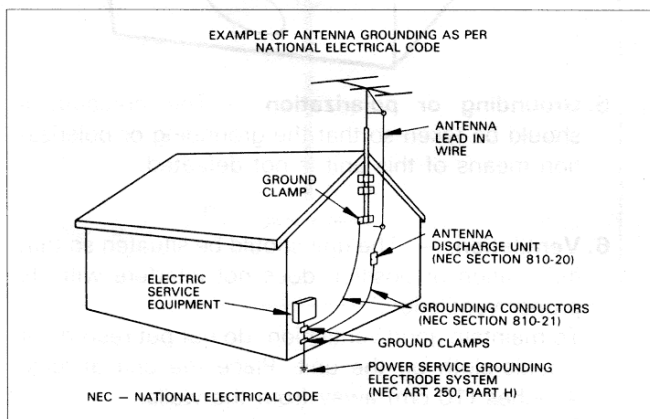 EXAMPLE OF ANTENNA GROUNDING AS PER
NATIONAL ELECTRICAL CODE
ANTENNA
LEAD IN
WIRE
GROUND
CLAMP
ANTENNA
DISCHARGE UNIT
(NEC SECTION 810-20)
ELECTRIC
SERVICE
EQUIPMENT
GROUNDING CONDUCTORS
(NEC SECTION 810-21)
GROUND CLAMPS
POWER SERVICE GROUNDING
ELECTRODE SYSTEM
(NEC ART 250, PART H)
NEC — NATIONAL ELECTRICAL CODE